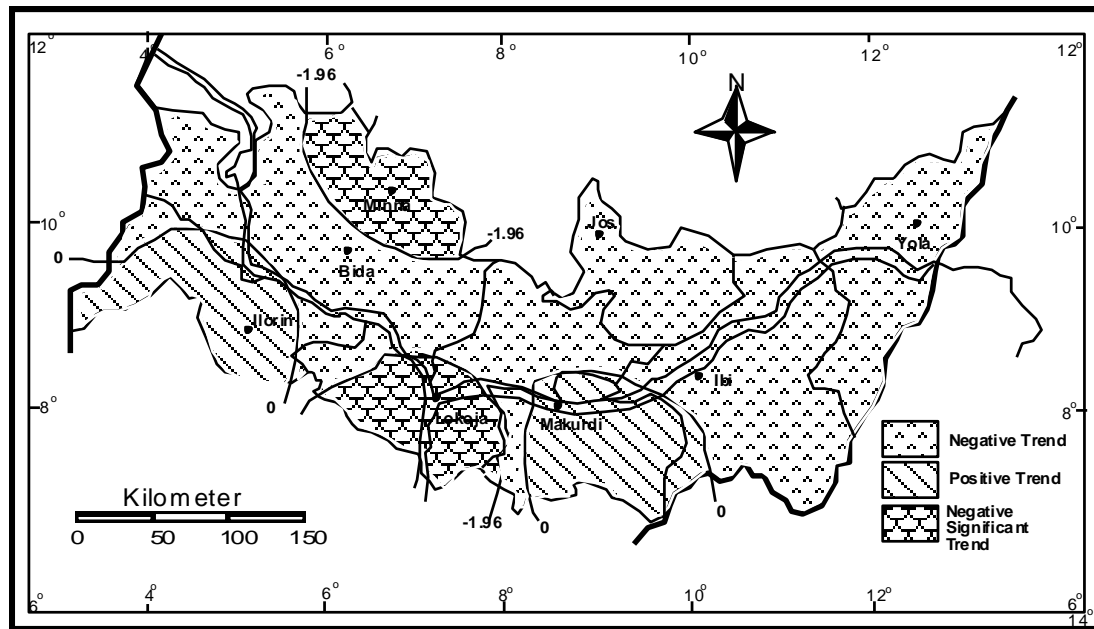 12° 4° 6° 8° 10° 12° 12°
-1.96
N
Minna
10° Jos 10°
-1.96 Yola
0
Bida
Ilorin
Ibi
0
8° Lokoja Makurdi 8°
Negative Trend
Positive Trend
Kilometer
0 50 100 150
-1.96 0 0
Negative
Significant
Trend
6° 4° 6° 8° 10° 12° 6°
14°